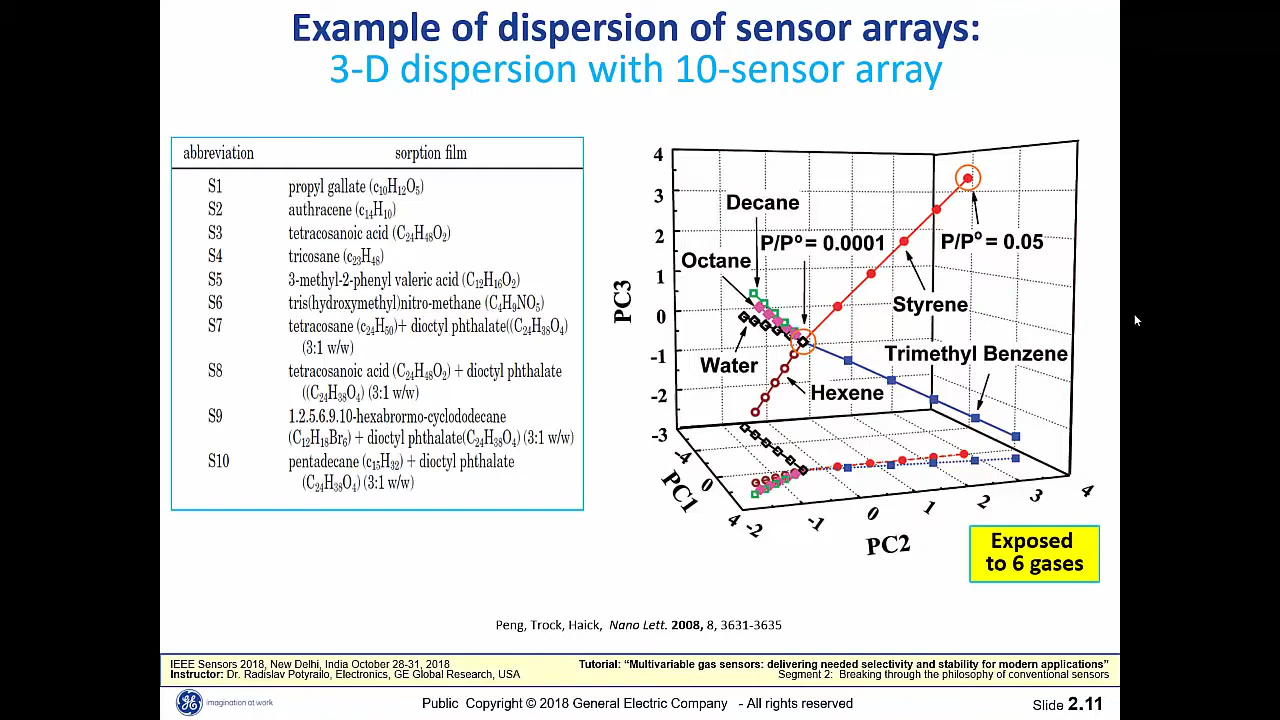 Example of dispersion of sensor arrays:
3-D dispersion with 10-sensor array
abbreviation sorption film
S1 propyl gallate (c₁₀H₁₂O₅)
S2 authracene (c₁₄H₁₀)
S3 tetracosanoic acid (C₂₄H₄₈O₂)
S4 tricosane (c₂₃H₄₈)
S5 3-methyl-2-phenyl valeric acid (C₁₂H₁₆O₂)
S6 tris(hydroxymethyl)nitro-methane (C₄H₉NO₅)
S7 tetracosane (c₂₄H₅₀)+ dioctyl phthalate((C₂₄H₃₈O₄)
(3:1 w/w)
S8 tetracosanoic acid (C₂₄H₄₈O₂) + dioctyl phthalate
((C₂₄H₃₈O₄) (3:1 w/w)
S9 1.2.5.6.9.10-hexabrormo-cyclododecane
(C₁₂H₁₈Br₆) + dioctyl phthalate(C₂₄H₃₈O₄) (3:1 w/w)
S10 pentadecane (c₁₅H₃₂) + dioctyl phthalate
(C₂₄H₃₈O₄) (3:1 w/w)
4
3
2
1
0
-1
-2
-3
PC3
Decane
P/Pº = 0.0001
P/Pº = 0.05
Octane
Styrene
Water
Trimethyl Benzene
Hexene
-4
0
4
PC1
-2
-1
0
1
2
3
4
PC2
Exposed
to 6 gases
Peng, Trock, Haick, Nano Lett. 2008, 8, 3631-3635
IEEE Sensors 2018, New Delhi, India October 28-31, 2018
Instructor: Dr. Radislav Potyrailo, Electronics, GE Global Research, USA
Tutorial: “Multivariable gas sensors: delivering needed selectivity and stability for modern applications”
Segment 2: Breaking through the philosophy of conventional sensors
imagination at work
Public Copyright © 2018 General Electric Company - All rights reserved
Slide 2.11